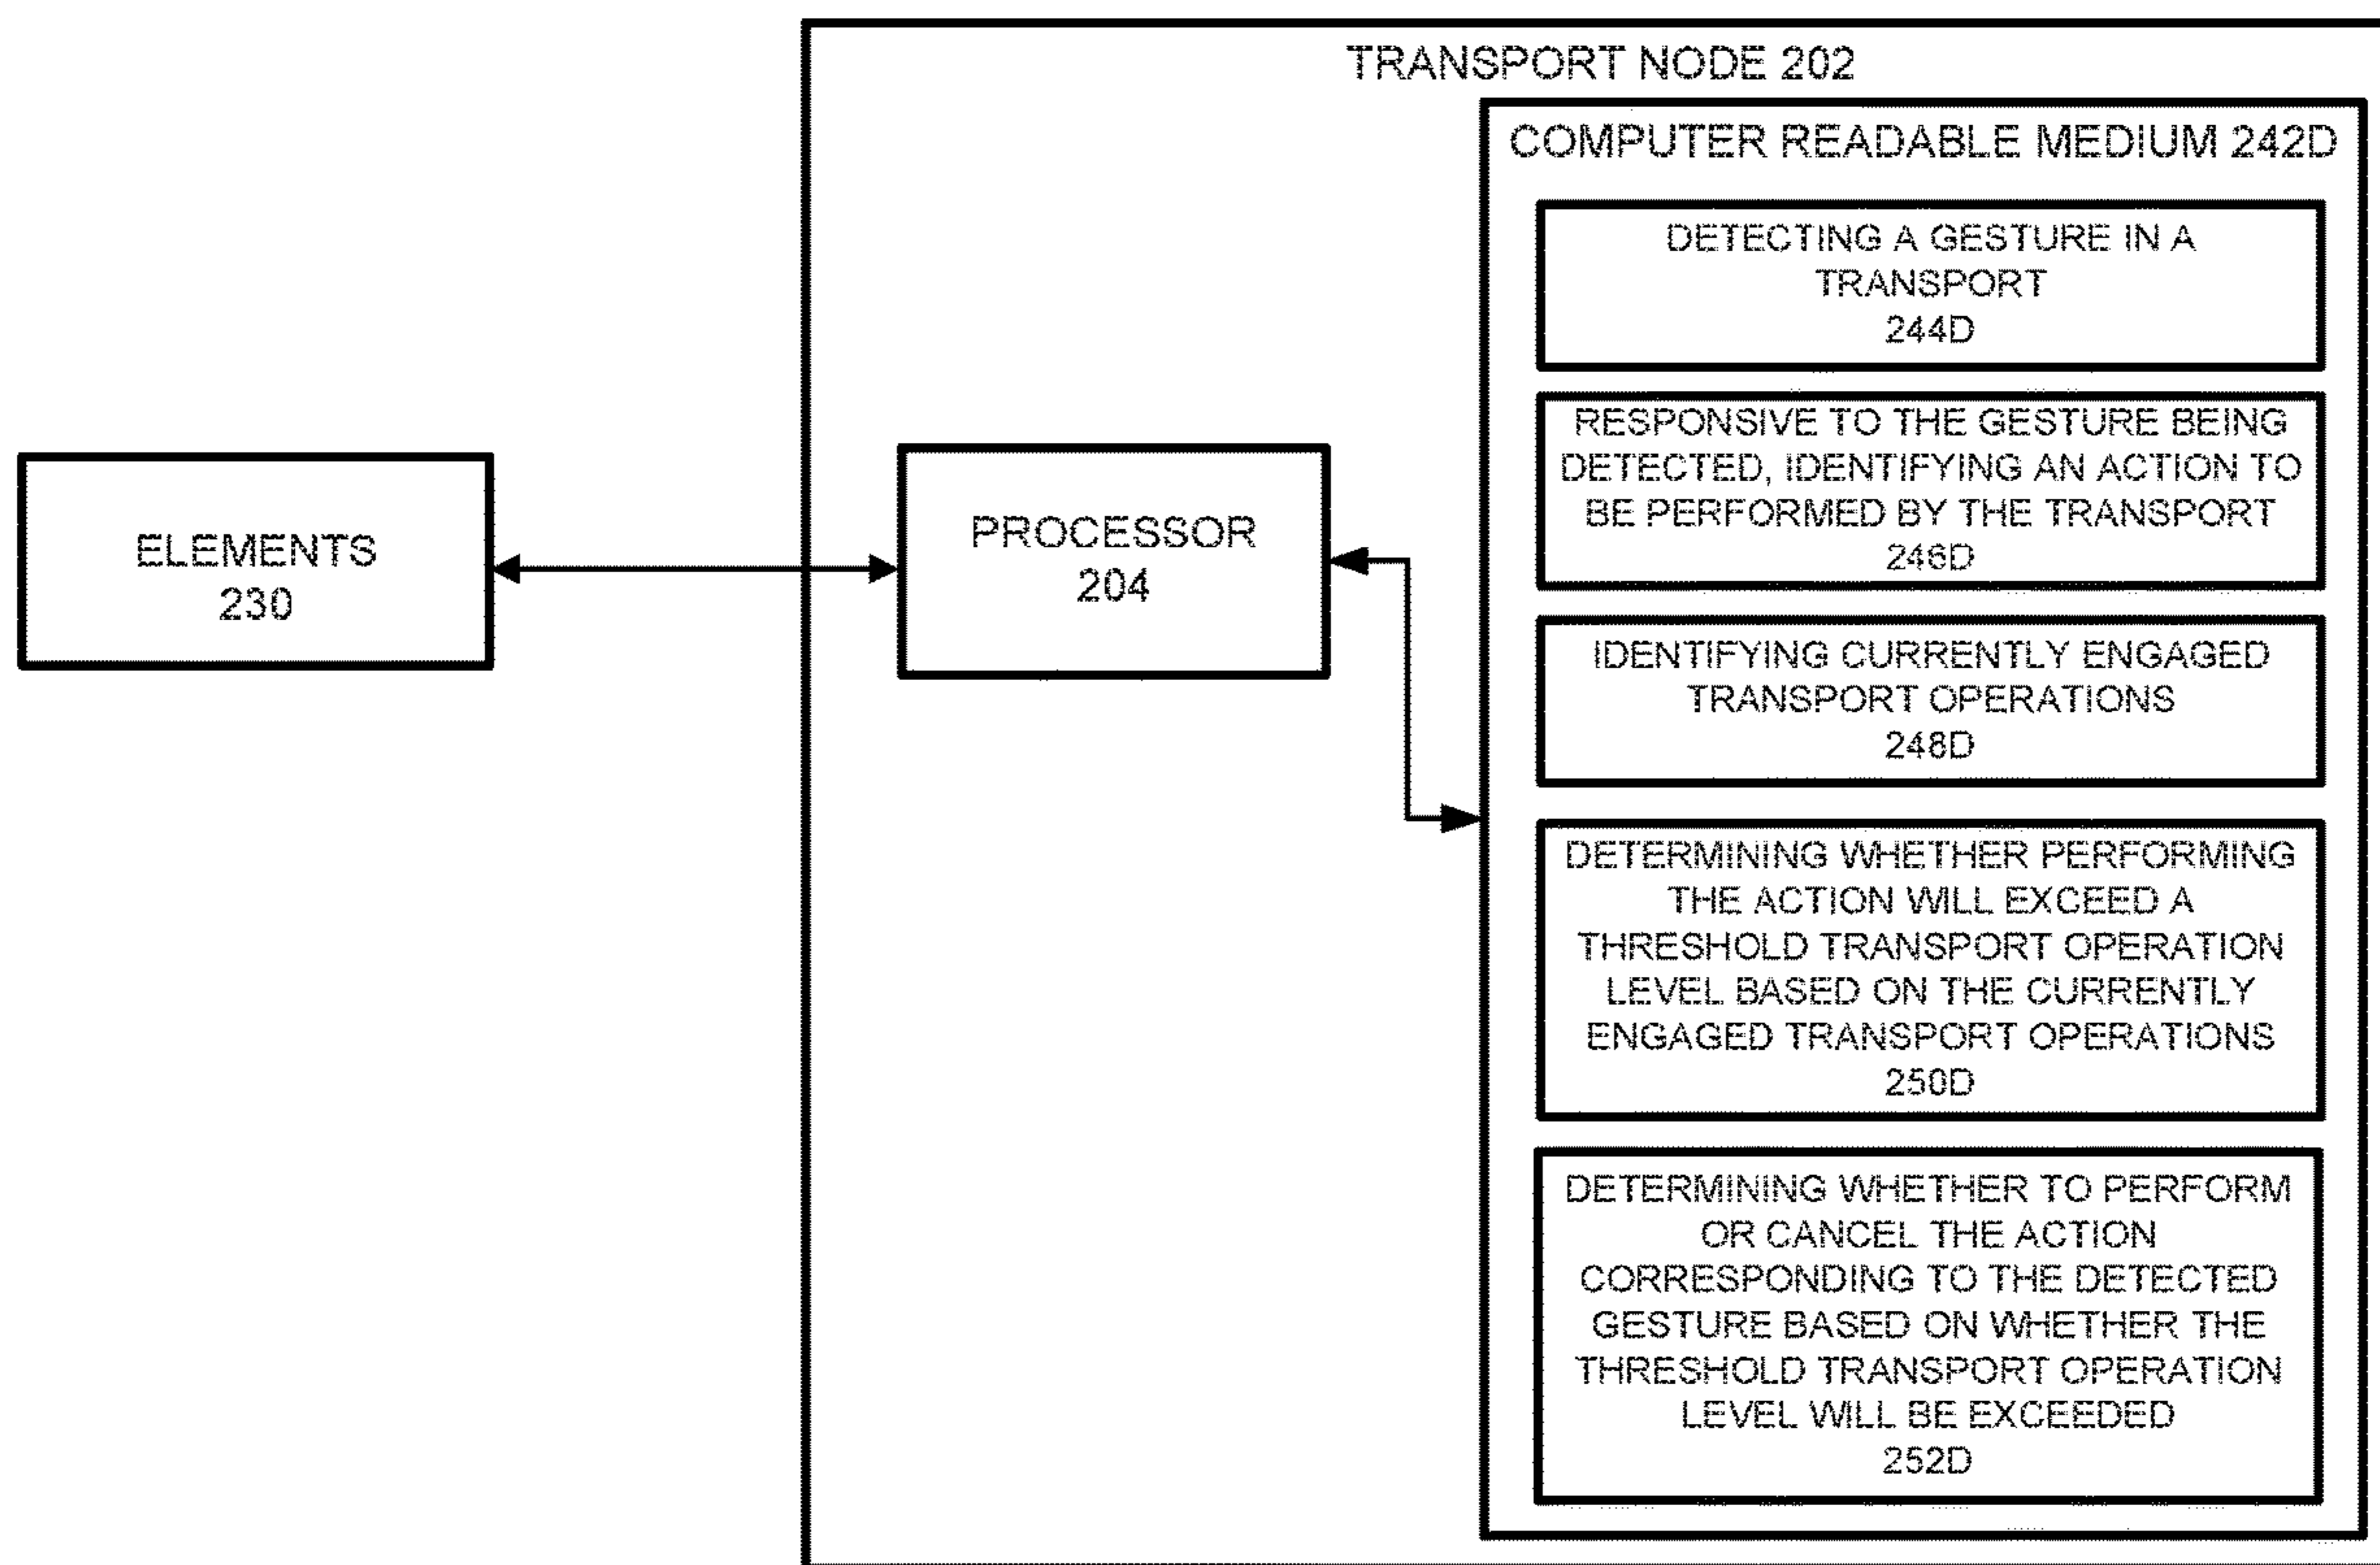 TRANSPORT NODE 202
COMPUTER READABLE MEDIUM 242D
DETECTING A GESTURE IN A
TRANSPORT
244D
RESPONSIVE TO THE GESTURE BEING
DETECTED, IDENTIFYING AN ACTION TO
BE PERFORMED BY THE TRANSPORT
246D
IDENTIFYING CURRENTLY ENGAGED
TRANSPORT OPERATIONS
248D
DETERMINING WHETHER PERFORMING
THE ACTION WILL EXCEED A
THRESHOLD TRANSPORT OPERATION
LEVEL BASED ON THE CURRENTLY
ENGAGED TRANSPORT OPERATIONS
250D
DETERMINING WHETHER TO PERFORM
OR CANCEL THE ACTION
CORRESPONDING TO THE DETECTED
GESTURE BASED ON WHETHER THE
THRESHOLD TRANSPORT OPERATION
LEVEL WILL BE EXCEEDED
252D
PROCESSOR
204
ELEMENTS
230